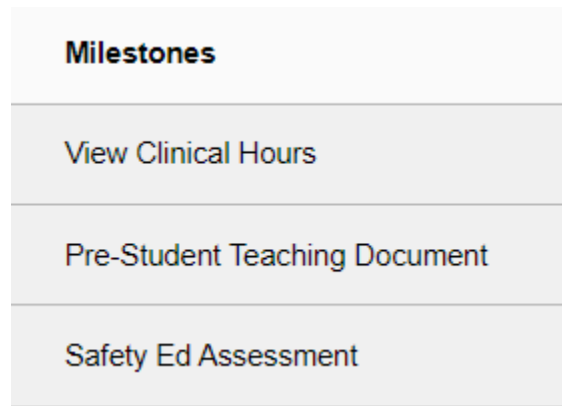 Milestones
View Clinical Hours
Pre-Student Teaching Document
Safety Ed Assessment